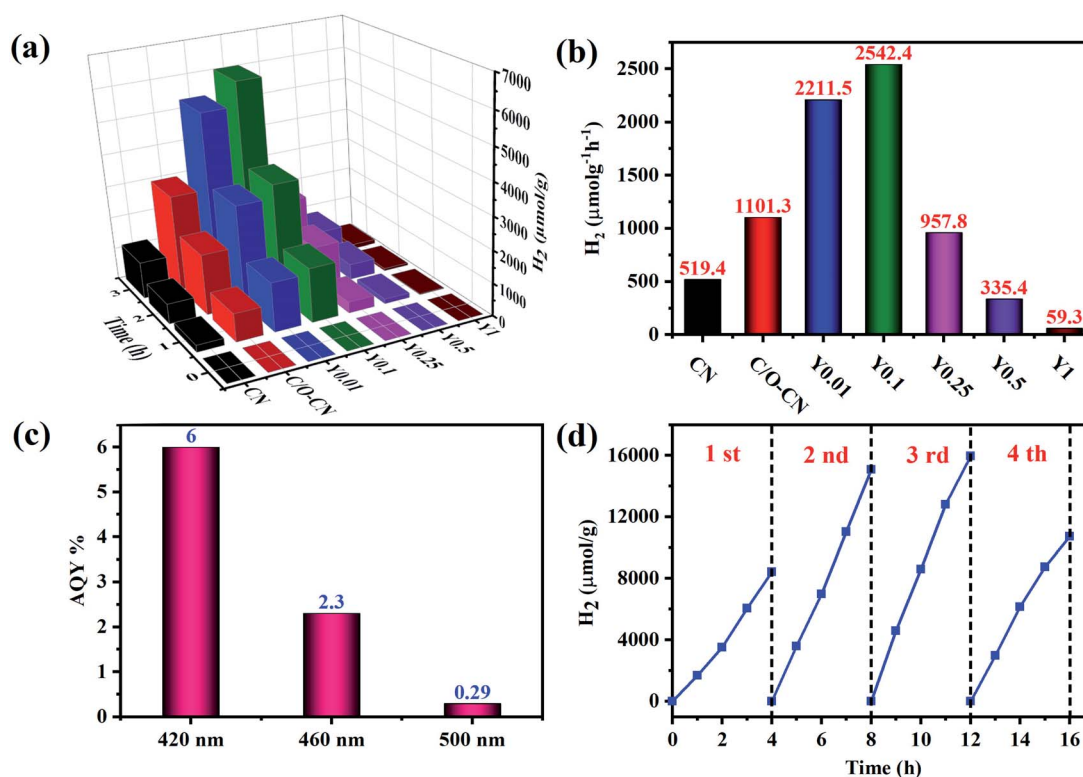 (a)
7000
6000
5000
4000
3000
2000
1000
0
H2 (μmol/g)
3
2
1
0
Time (h)
CN
C/O-CN
Y0.01
Y0.1
Y0.25
Y0.5
Y1
(b)
H2 (μmolg-1h-1)
2500
2000
1500
1000
500
0
519.4
1101.3
2211.5
2542.4
957.8
335.4
59.3
CN
C/O-CN
Y0.01
Y0.1
Y0.25
Y0.5
Y1
(c)
AQY %
6
5
4
3
2
1
0
6
2.3
0.29
420 nm
460 nm
500 nm
(d)
H2 (μmol/g)
16000
12000
8000
4000
0
1 st
2 nd
3 rd
4 th
0 2 4 6 8 10 12 14 16
Time (h)